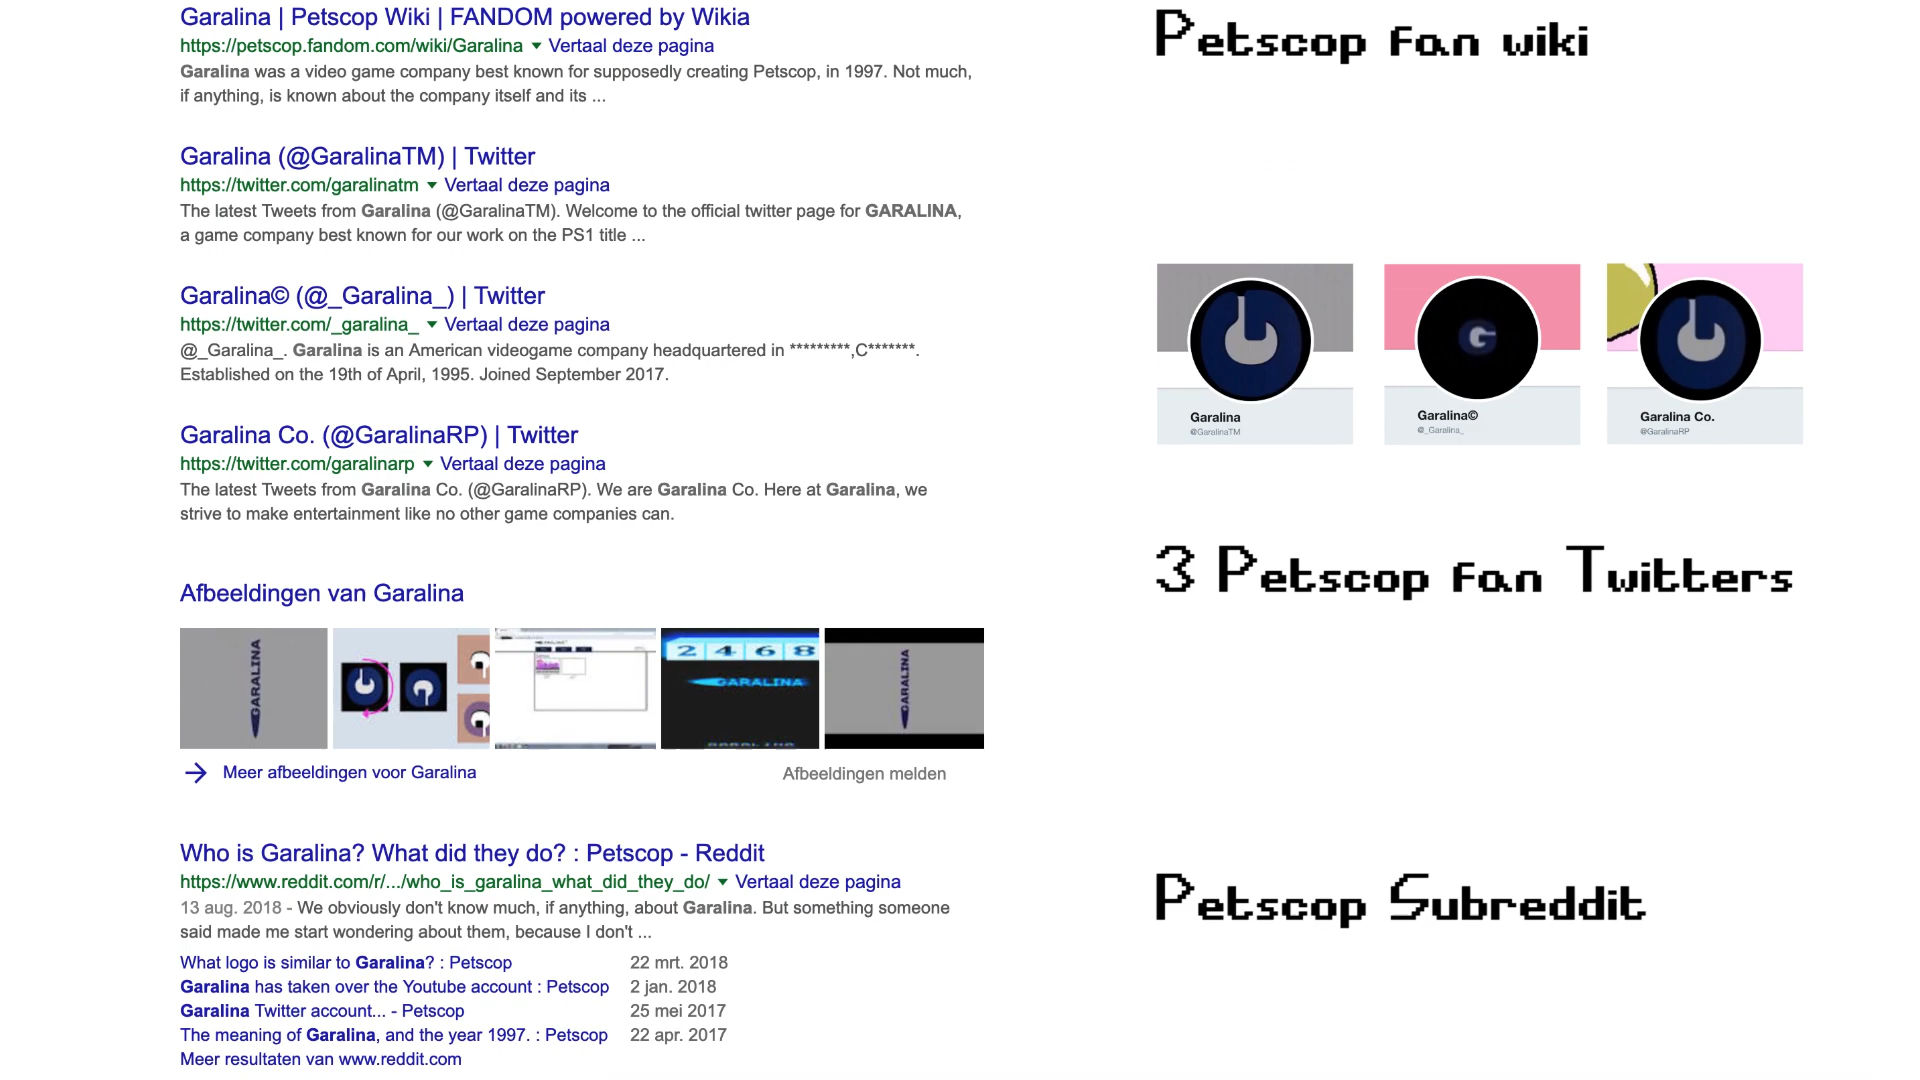 Garalina | Petscop Wiki | FANDOM powered by Wikia
https://petscop.fandom.com/wiki/Garalina ▼ Vertaal deze pagina
Garalina was a video game company best known for supposedly creating Petscop, in 1997. Not much,
if anything, is known about the company itself and its ...
Petscop fan wiki
Garalina (@GaralinaTM) | Twitter
https://twitter.com/garalinatm ▼ Vertaal deze pagina
The latest Tweets from Garalina (@GaralinaTM). Welcome to the official twitter page for GARALINA,
a game company best known for our work on the PS1 title ...
Garalina© (@_Garalina_) | Twitter
https://twitter.com/_garalina_ ▼ Vertaal deze pagina
@_Garalina_. Garalina is an American videogame company headquartered in *********,C*******.
Established on the 19th of April, 1995. Joined September 2017.
Garalina Co. (@GaralinaRP) | Twitter
https://twitter.com/garalinarp ▼ Vertaal deze pagina
The latest Tweets from Garalina Co. (@GaralinaRP). We are Garalina Co. Here at Garalina, we
strive to make entertainment like no other game companies can.
G
Garalina
@GaralinaTM
Garalina©
@_Garalina_
Garalina Co.
@GaralinaRP
3 Petscop fan Twitters
Afbeeldingen van Garalina
GARALINA
2 4 6 8
GARALINA
GARALINA
Meer afbeeldingen voor Garalina
Afbeeldingen melden
Who is Garalina? What did they do? : Petscop - Reddit
https://www.reddit.com/r/.../who_is_garalina_what_did_they_do/ ▼ Vertaal deze pagina
13 aug. 2018 - We obviously don't know much, if anything, about Garalina. But something someone
said made me start wondering about them, because I don't ...
What logo is similar to Garalina? : Petscop 22 mrt. 2018
Garalina has taken over the Youtube account : Petscop 2 jan. 2018
Garalina Twitter account... - Petscop 25 mei 2017
The meaning of Garalina, and the year 1997. : Petscop 22 apr. 2017
Meer resultaten van www.reddit.com
Petscop Subreddit